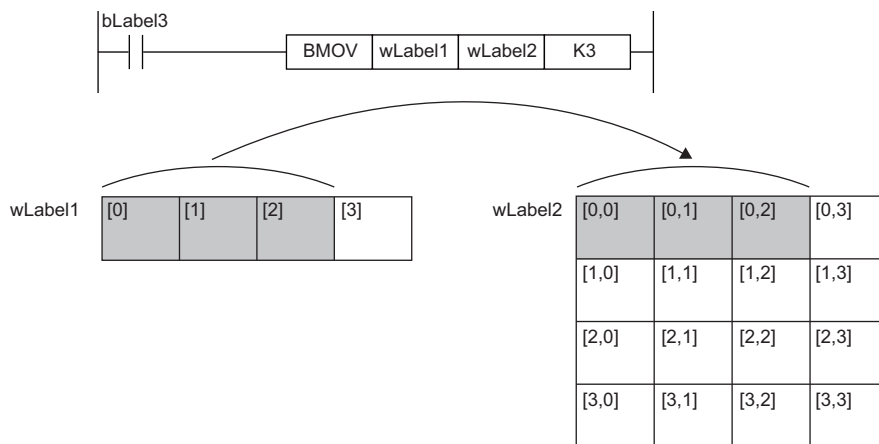 bLabel3
BMOV wLabel1 wLabel2 K3
wLabel1 [0] [1] [2] [3]
wLabel2 [0,0] [0,1] [0,2] [0,3]
[1,0] [1,1] [1,2] [1,3]
[2,0] [2,1] [2,2] [2,3]
[3,0] [3,1] [3,2] [3,3]